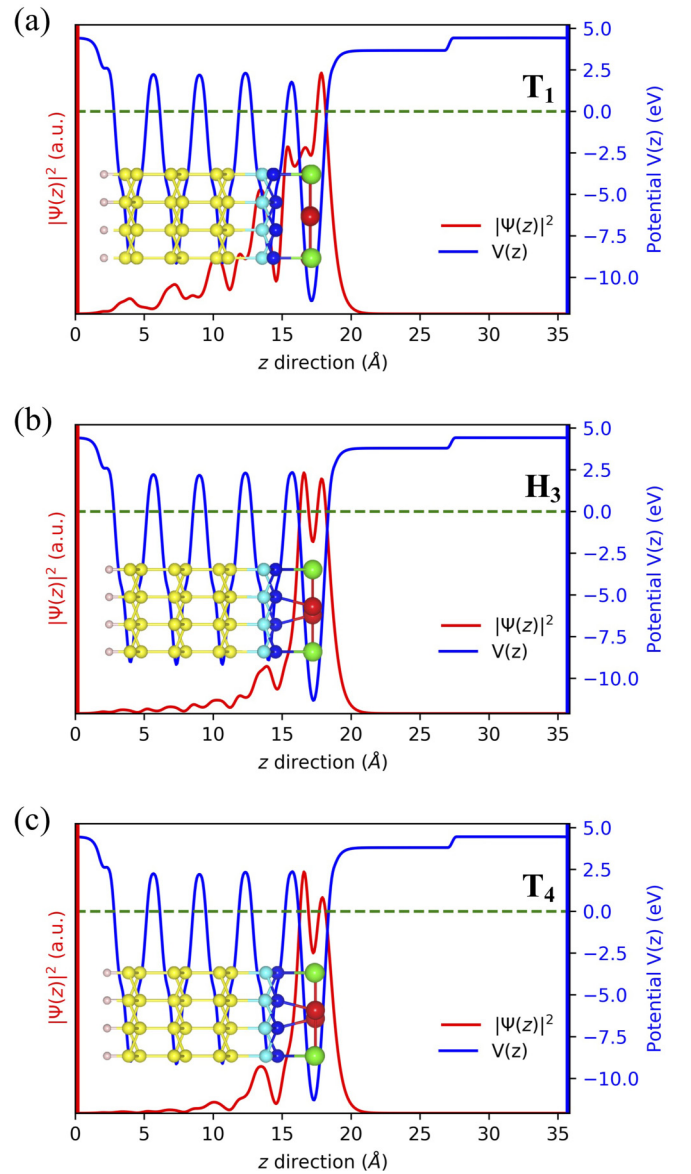 (a)
T1
|Ψ(z)|2 (a.u.)
Potential V(z) (eV)
5.0
2.5
0.0
−2.5
−5.0
−7.5
−10.0
|Ψ(z)|2
V(z)
0 5 10 15 20 25 30 35
z direction (Å)
(b)
H3
|Ψ(z)|2 (a.u.)
Potential V(z) (eV)
5.0
2.5
0.0
−2.5
−5.0
−7.5
−10.0
|Ψ(z)|2
V(z)
0 5 10 15 20 25 30 35
z direction (Å)
(c)
T4
|Ψ(z)|2 (a.u.)
Potential V(z) (eV)
5.0
2.5
0.0
−2.5
−5.0
−7.5
−10.0
|Ψ(z)|2
V(z)
0 5 10 15 20 25 30 35
z direction (Å)